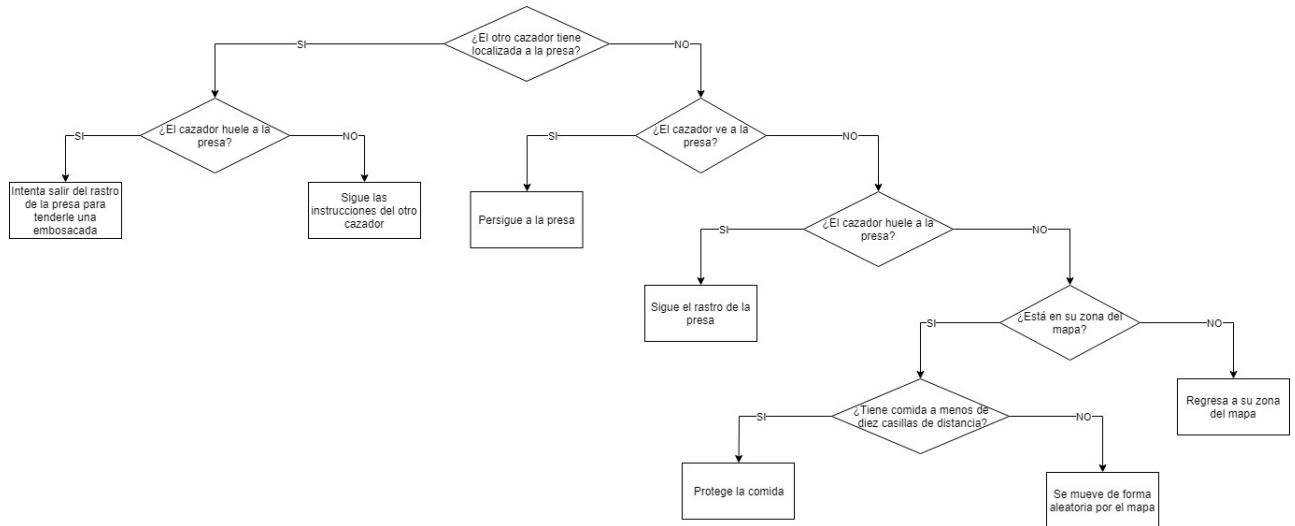 ¿El otro cazador tiene
localizada a la presa?
SI
NO
¿El cazador huele a la
presa?
¿El cazador ve a la
presa?
SI
NO
SI
NO
Intenta salir del rastro
de la presa para
tenderle una
embosacada
Sigue las
instrucciones del otro
cazador
Persigue a la presa
¿El cazador huele a la
presa?
SI
NO
Sigue el rastro de la
presa
¿Está en su zona del
mapa?
SI
NO
¿Tiene comida a menos de
diez casillas de distancia?
Regresa a su zona
del mapa
SI
NO
Protege la comida
Se mueve de forma
aleatoria por el mapa